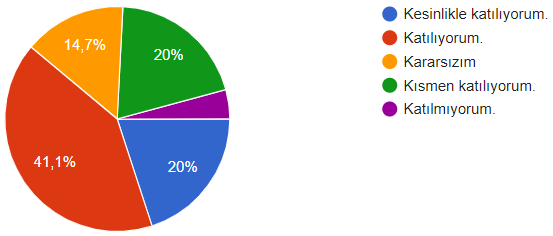 14,7%
20%
41,1%
20%
Kesinlikle katılıyorum.
Katılıyorum.
Kararsızım
Kısmen katılıyorum.
Katılmıyorum.